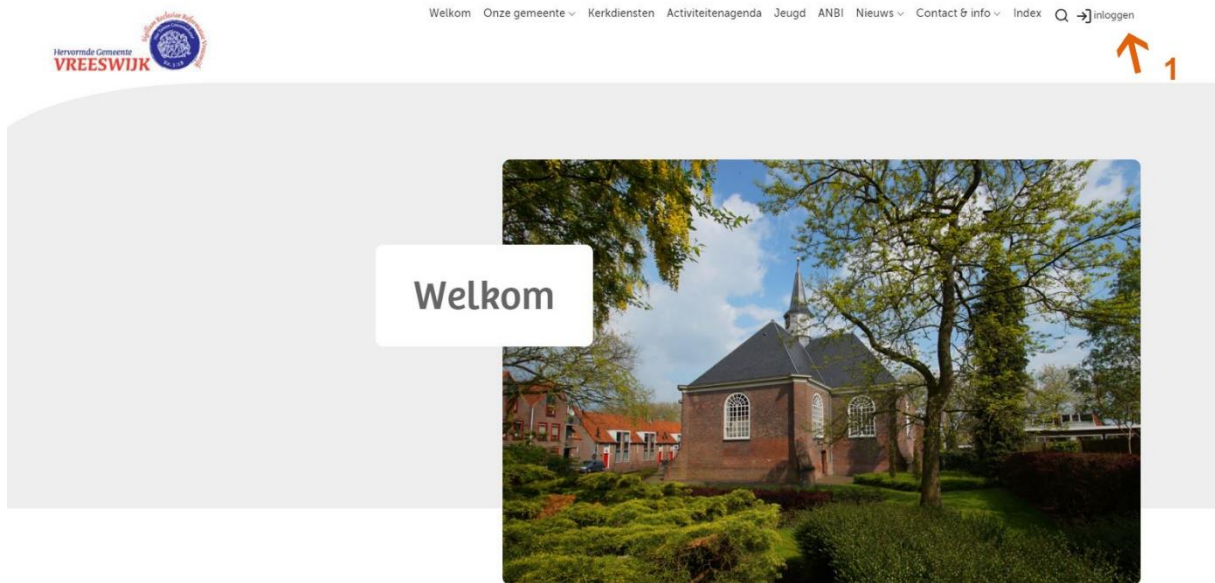 Welkom Onze gemeente Kerkdiensten Activiteitenagenda Jeugd ANBI Nieuws Contact & info Index inloggen
1
Hervormde Gemeente
VREESWIJK
Welkom